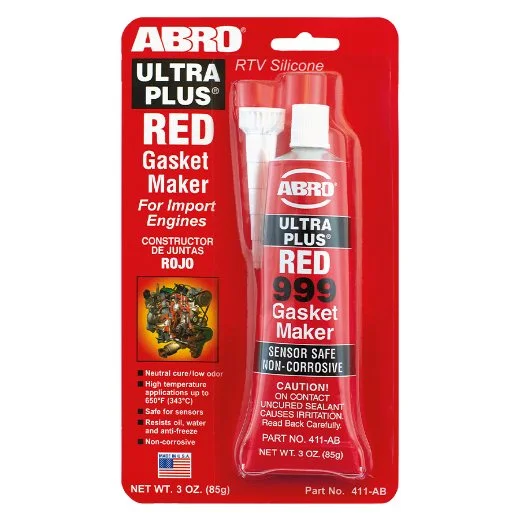 ABRO
RTV Silicone
ULTRA
PLUS®
RED
Gasket
Maker
For Import
Engines
CONSTRUCTOR
DE JUNTAS
ROJO
Neutral cure/low odor
High temperature
applications up to
650°F (343°C)
Safe for sensors
Resists oil, water
and anti-freeze
Non-corrosive
MADE IN U.S.A.
NET WT. 3 OZ. (85g)
ABRO
ULTRA
PLUS®
RED
999
Gasket
Maker
SENSOR SAFE
NON-CORROSIVE
CAUTION!
ON CONTACT
UNCURED SEALANT
CAUSES IRRITATION.
Read Back Carefully.
PART NO. 411-AB
NET WT. 3 OZ. (85g)
Part No. 411-AB